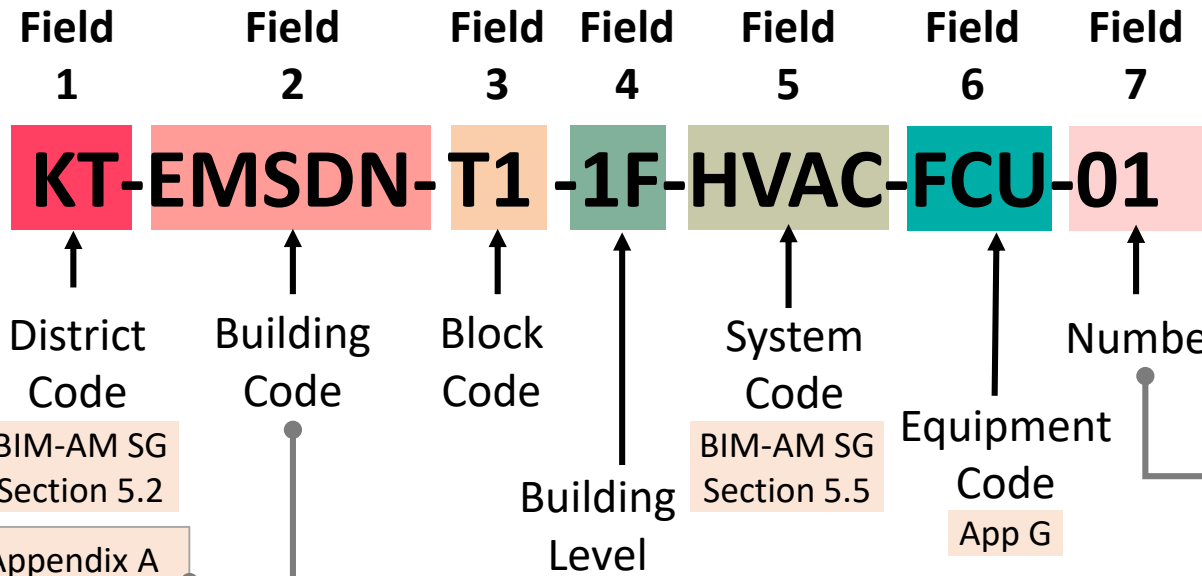 Field Field Field Field Field Field Field
1 2 3 4 5 6 7
KT-EMSDN-T1-1F-HVAC-FCU-01
District
Code
BIM-AM SG
Section 5.2
Appendix A
Building
Code
Block
Code
Building
Level
System
Code
BIM-AM SG
Section 5.5
Equipment
Code
App G
Numbe